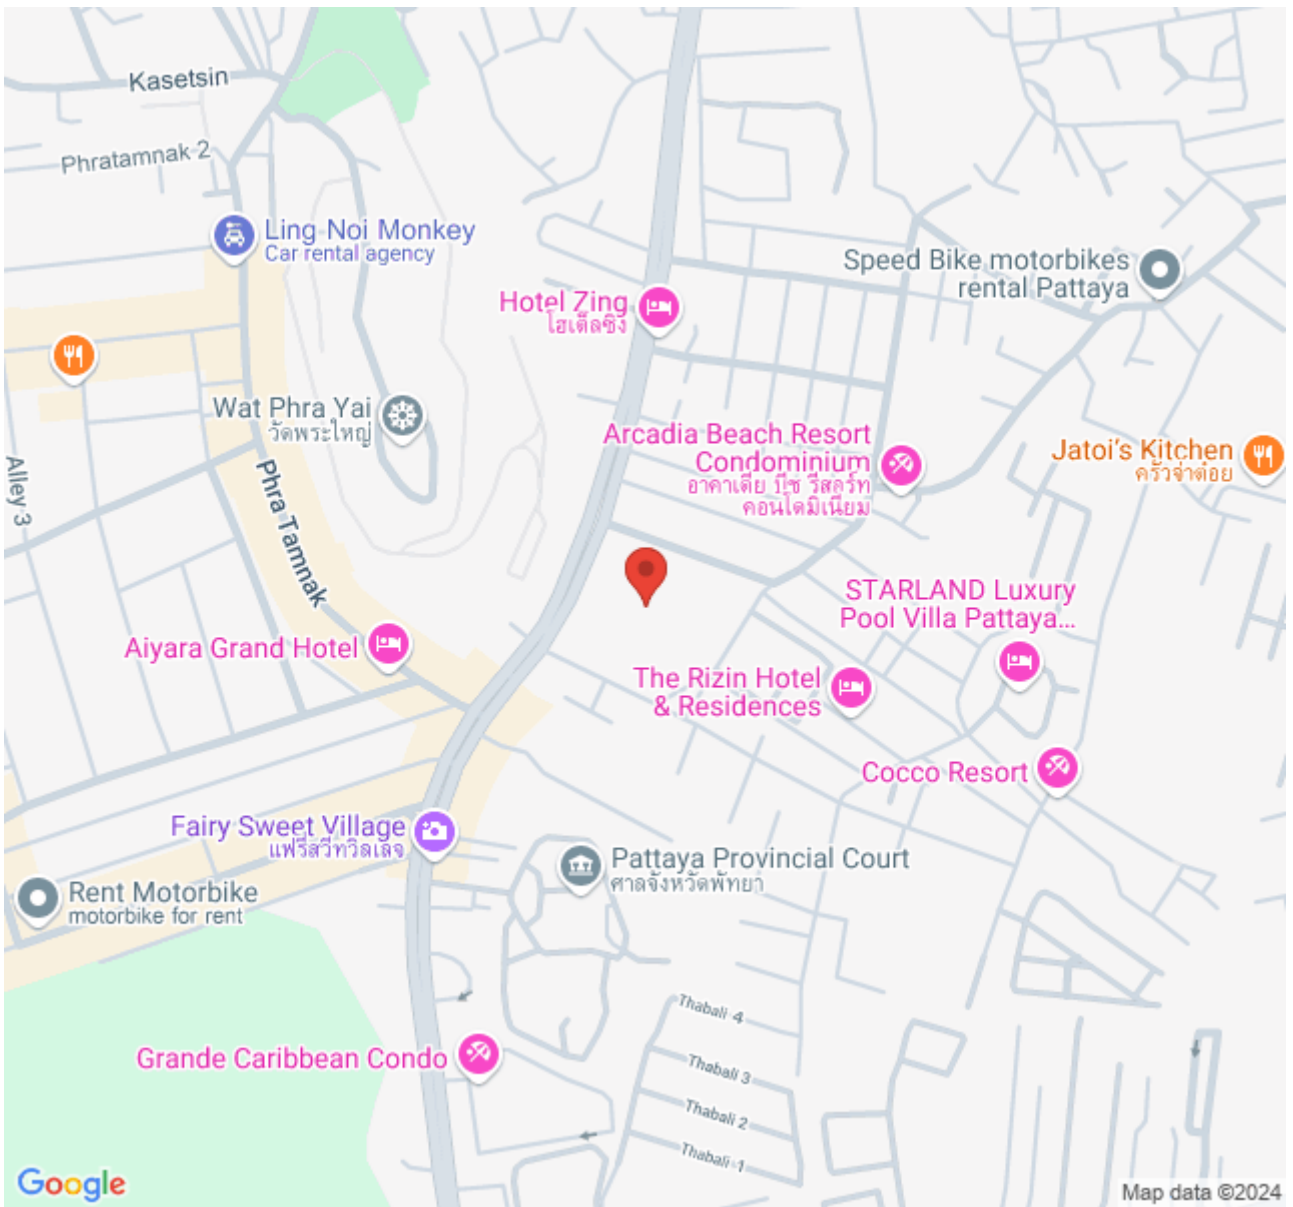 Kasetsin
Phratamnak 2
Ling Noi Monkey
Car rental agency
Speed Bike motorbikes
rental Pattaya
Hotel Zing
โฮเต็ลซิง
Wat Phra Yai
วัดพระใหญ่
Arcadia Beach Resort
Condominium
อาคาเดีย บีช รีสอร์ท
คอนโดมิเนียม
Jatoi's Kitchen
ครัวจ่าต๋อย
Alley 3
Phra Tamnak
STARLAND Luxury
Pool Villa Pattaya...
Aiyara Grand Hotel
The Rizin Hotel
& Residences
Cocco Resort
Fairy Sweet Village
แฟรี่สวีทวิลเลจ
Pattaya Provincial Court
ศาลจังหวัดพัทยา
Rent Motorbike
motorbike for rent
Thabali 4
Grande Caribbean Condo
Thabali 3
Thabali 2
Thabali 1
Google
Map data ©2024